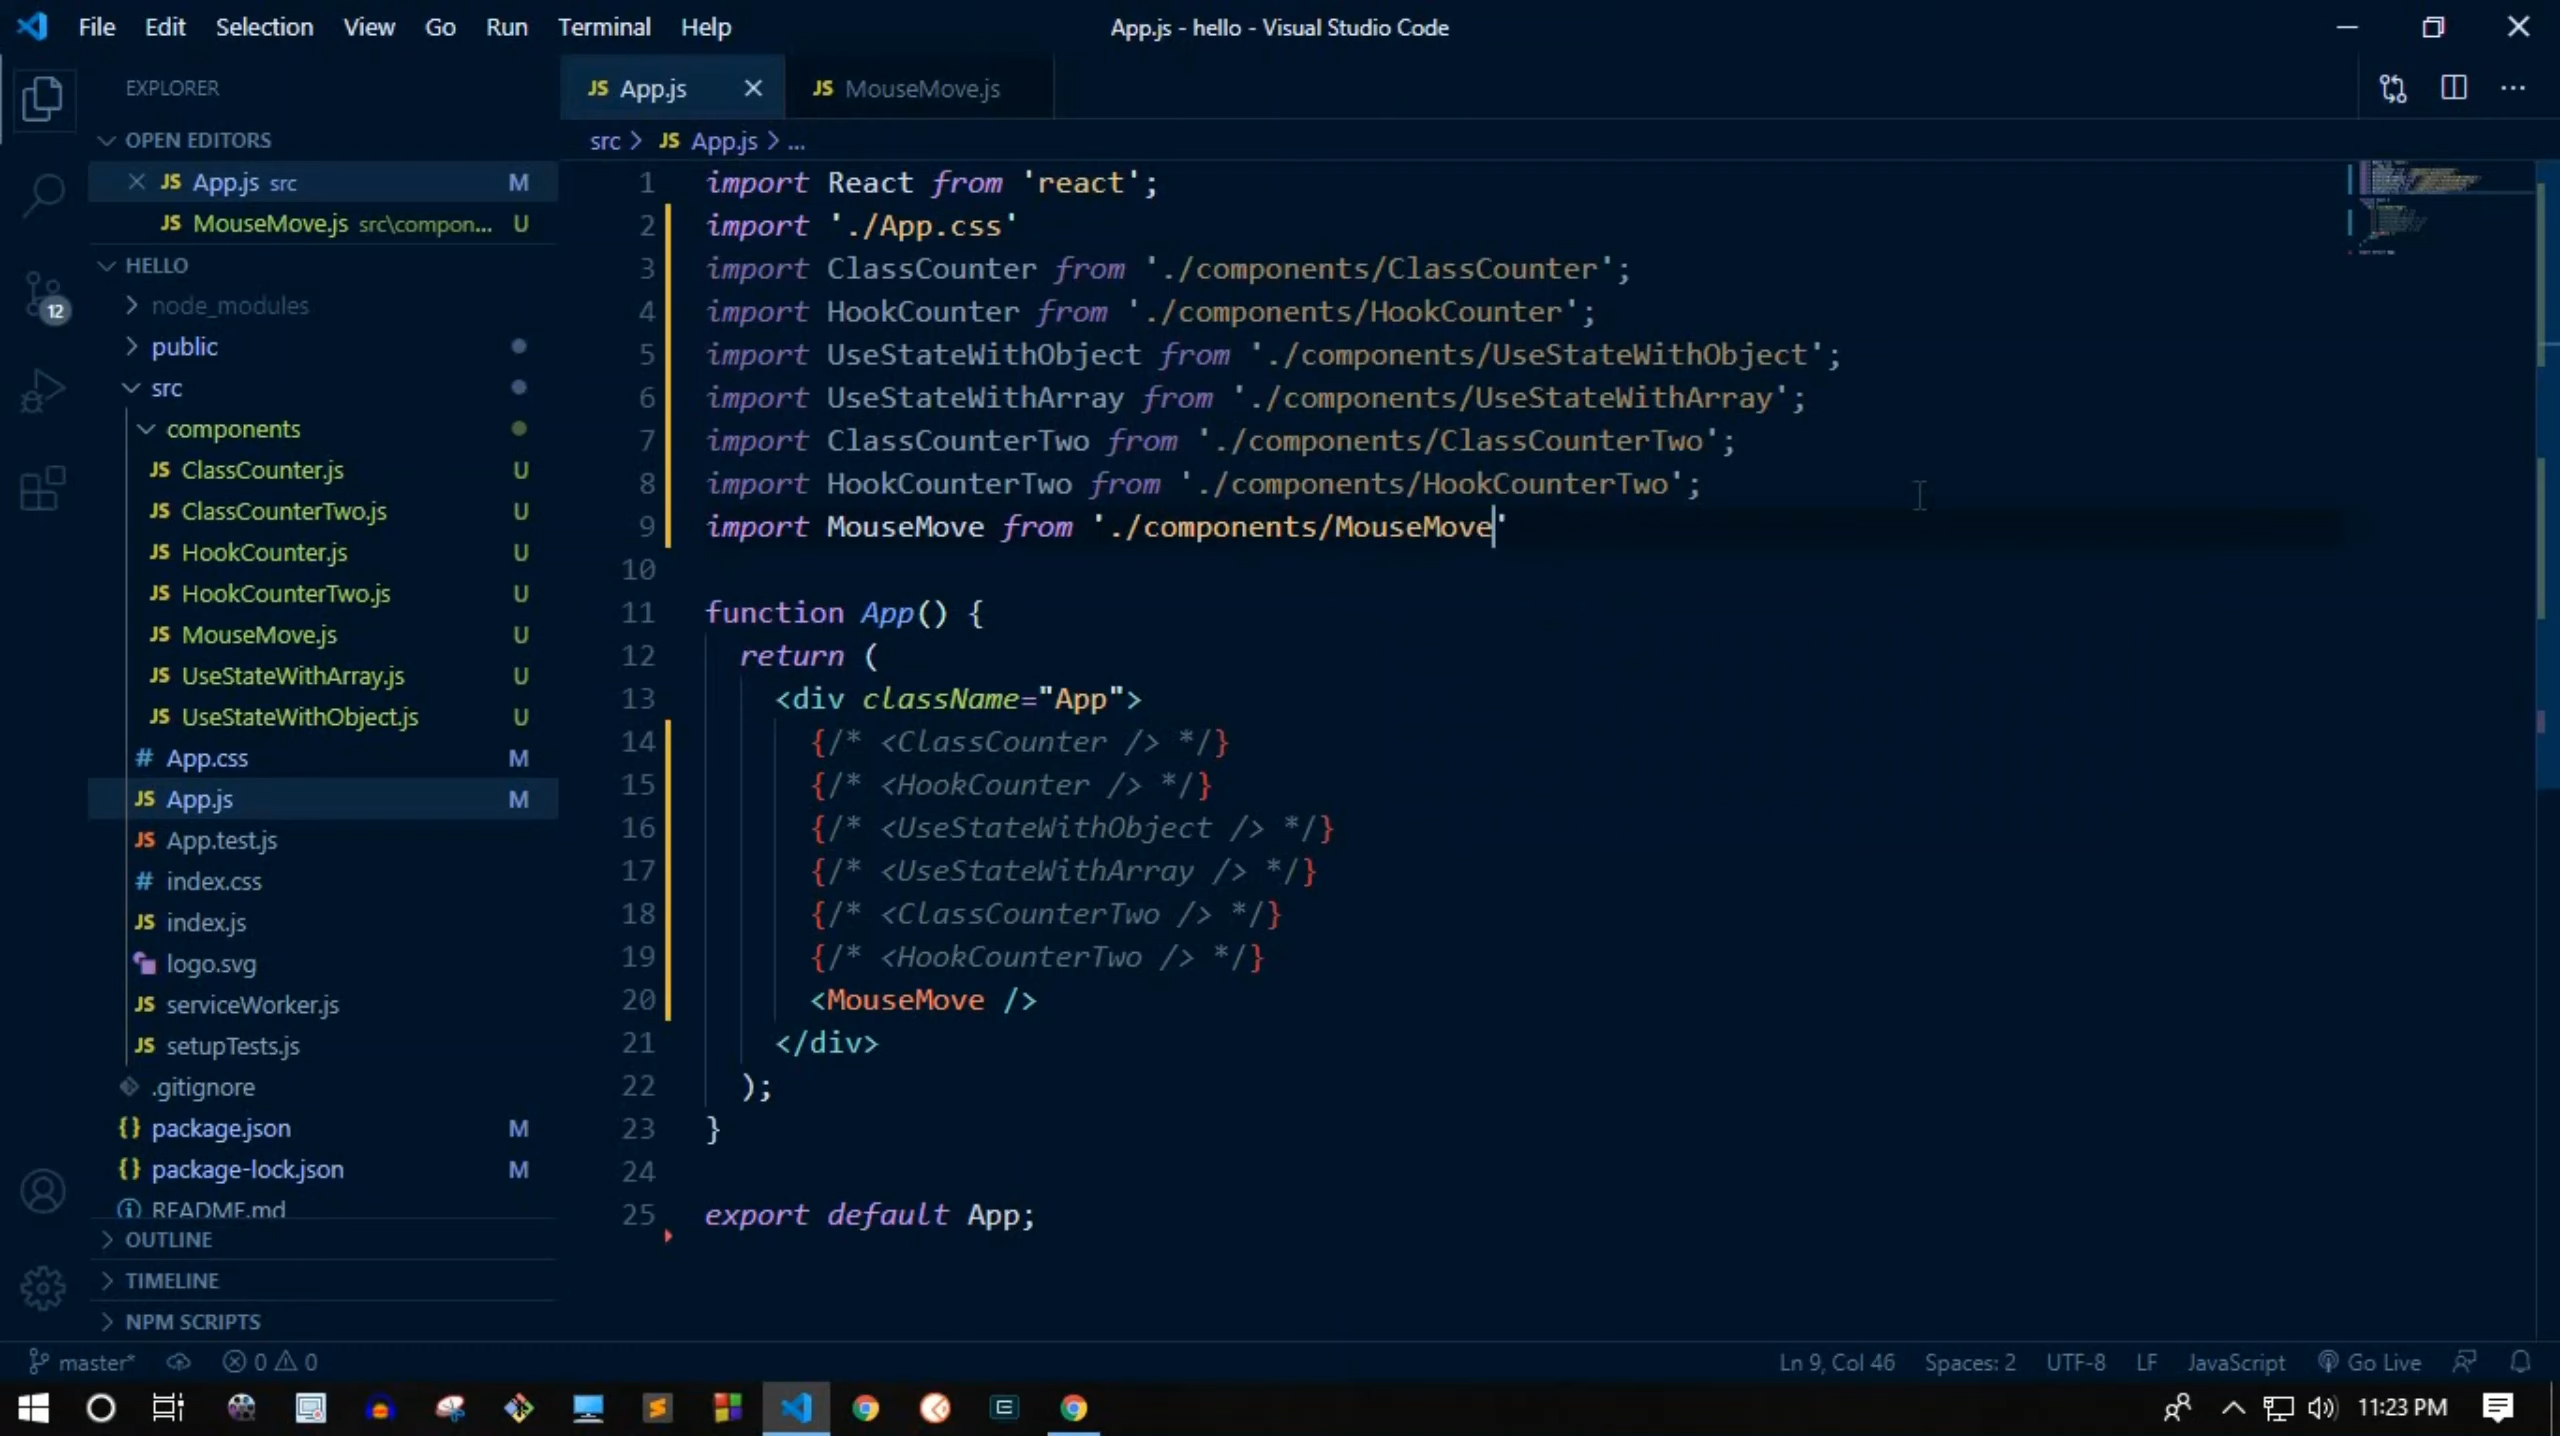 File Edit Selection View Go Run Terminal Help
App.js - hello - Visual Studio Code
EXPLORER
OPEN EDITORS
JS App.js src M
JS MouseMove.js src\compon... U
HELLO
node_modules
public
src
components
JS ClassCounter.js U
JS ClassCounterTwo.js U
JS HookCounter.js U
JS HookCounterTwo.js U
JS MouseMove.js U
JS UseStateWithArray.js U
JS UseStateWithObject.js U
# App.css M
JS App.js M
JS App.test.js
# index.css
JS index.js
logo.svg
JS serviceWorker.js
JS setupTests.js
.gitignore
{} package.json M
{} package-lock.json M
README.md
OUTLINE
TIMELINE
NPM SCRIPTS
12
JS App.js
JS MouseMove.js
src > JS App.js > ...
1 import React from 'react';
2 import './App.css'
3 import ClassCounter from './components/ClassCounter';
4 import HookCounter from './components/HookCounter';
5 import UseStateWithObject from './components/UseStateWithObject';
6 import UseStateWithArray from './components/UseStateWithArray';
7 import ClassCounterTwo from './components/ClassCounterTwo';
8 import HookCounterTwo from './components/HookCounterTwo';
9 import MouseMove from './components/MouseMove'
10
11 function App() {
12 return (
13 <div className="App">
14 {/* <ClassCounter /> */}
15 {/* <HookCounter /> */}
16 {/* <UseStateWithObject /> */}
17 {/* <UseStateWithArray /> */}
18 {/* <ClassCounterTwo /> */}
19 {/* <HookCounterTwo /> */}
20 <MouseMove />
21 </div>
22 );
23 }
24
25 export default App;
master* 0 0
Ln 9, Col 46 Spaces: 2 UTF-8 LF JavaScript Go Live
11:23 PM